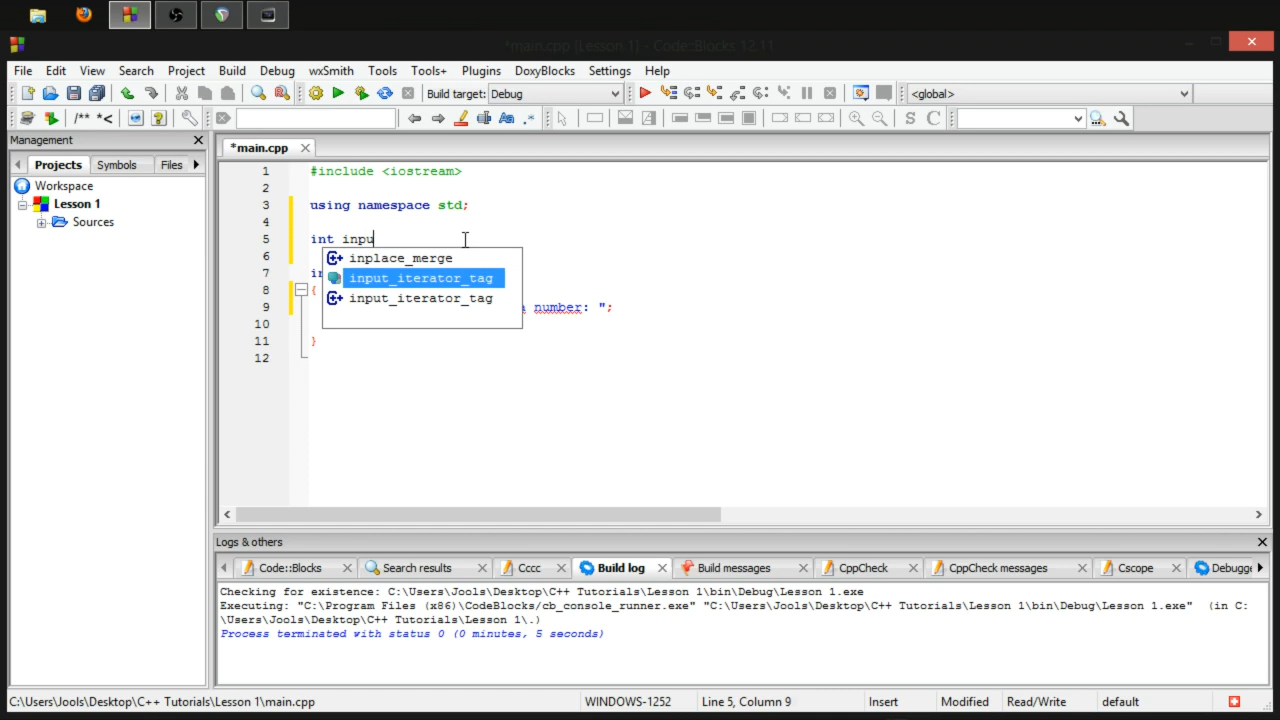 *main.cpp [Lesson 1] - Code::Blocks 12.11
File Edit View Search Project Build Debug wxSmith Tools Tools+ Plugins DoxyBlocks Settings Help
Build target: Debug <global>
/** *< Aa .* S C
Management
Projects Symbols Files
Workspace
Lesson 1
Sources
*main.cpp
1 #include <iostream>
2
3 using namespace std;
4
5 int inpu
6
inplace_merge
7 in
input_iterator_tag
8 {
input_iterator_tag
9 number: ";
10
11 }
12
Logs & others
Code::Blocks Search results Cccc Build log Build messages CppCheck CppCheck messages Cscope Debugge
Checking for existence: C:\Users\Jools\Desktop\C++ Tutorials\Lesson 1\bin\Debug\Lesson 1.exe
Executing: "C:\Program Files (x86)\CodeBlocks/cb_console_runner.exe" "C:\Users\Jools\Desktop\C++ Tutorials\Lesson 1\bin\Debug\Lesson 1.exe" (in C:
\Users\Jools\Desktop\C++ Tutorials\Lesson 1\.)
Process terminated with status 0 (0 minutes, 5 seconds)
C:\Users\Jools\Desktop\C++ Tutorials\Lesson 1\main.cpp WINDOWS-1252 Line 5, Column 9 Insert Modified Read/Write default